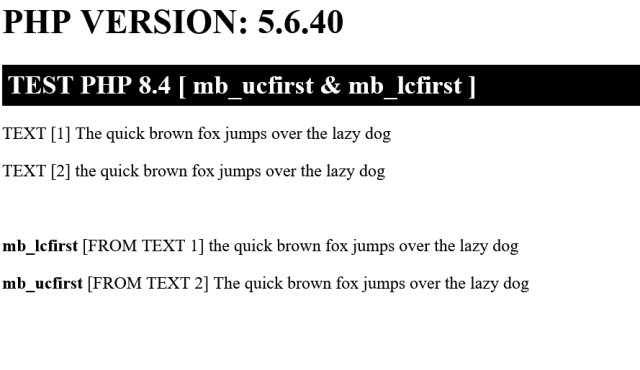 PHP VERSION: 5.6.40
TEST PHP 8.4 [ mb_ucfirst & mb_lcfirst ]
TEXT [1] The quick brown fox jumps over the lazy dog
TEXT [2] the quick brown fox jumps over the lazy dog
mb_lcfirst [FROM TEXT 1] the quick brown fox jumps over the lazy dog
mb_ucfirst [FROM TEXT 2] The quick brown fox jumps over the lazy dog